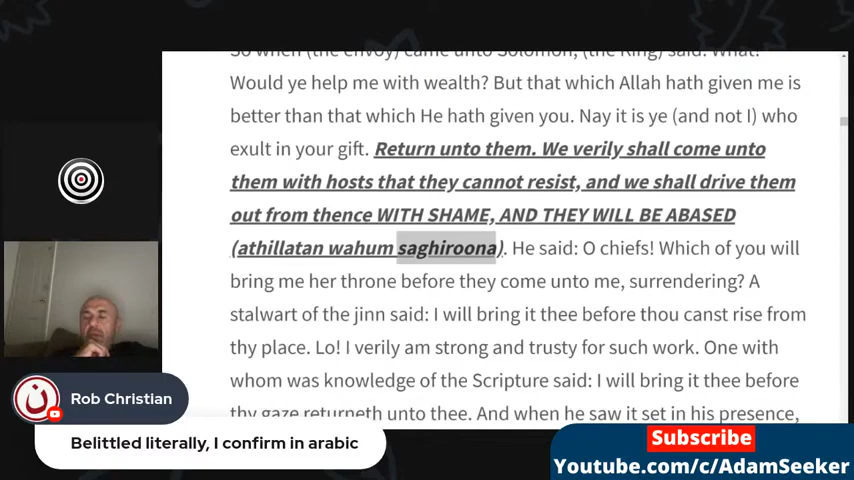 So when (the envoy) came unto Solomon, (the King) said: What!
Would ye help me with wealth? But that which Allah hath given me is
better than that which He hath given you. Nay it is ye (and not I) who
exult in your gift. Return unto them. We verily shall come unto
them with hosts that they cannot resist, and we shall drive them
out from thence WITH SHAME, AND THEY WILL BE ABASED
(athillatan wahum saghiroona). He said: O chiefs! Which of you will
bring me her throne before they come unto me, surrendering? A
stalwart of the jinn said: I will bring it thee before thou canst rise from
thy place. Lo! I verily am strong and trusty for such work. One with
whom was knowledge of the Scripture said: I will bring it thee before
thy gaze returneth unto thee. And when he saw it set in his presence,
ن
Rob Christian
Belittled literally, I confirm in arabic
Subscribe
Youtube.com/c/AdamSeeker